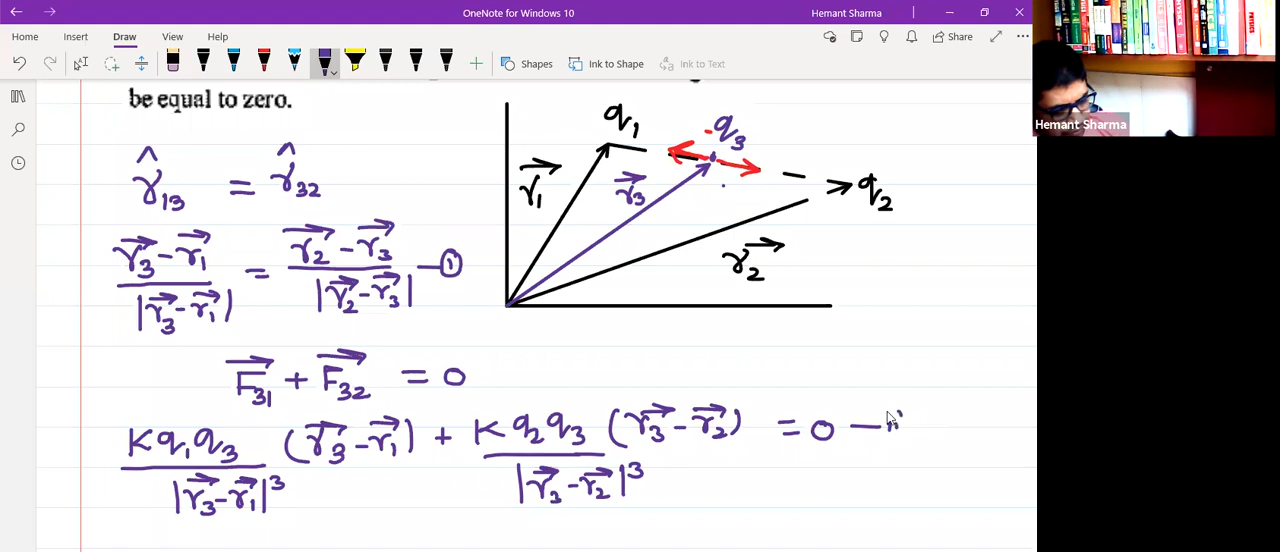 OneNote for Windows 10
Hemant Sharma
Home Insert Draw View Help
Share
Shapes Ink to Shape Ink to Text
be equal to zero.
Hemant Sharma
q₁
q₃
r̂₁₃ = r̂₃₂
r⃗₁
r⃗₃
q₂
(r⃗₃ - r⃗₁)/|r⃗₃ - r⃗₁| = (r⃗₂ - r⃗₃)/|r⃗₂ - r⃗₃| —①
r⃗₂
F⃗₃₁ + F⃗₃₂ = 0
Kq₁q₃/|r⃗₃ - r⃗₁|³ (r⃗₃ - r⃗₁) + Kq₂q₃/|r⃗₃ - r⃗₂|³ (r⃗₃ - r⃗₂) = 0 —